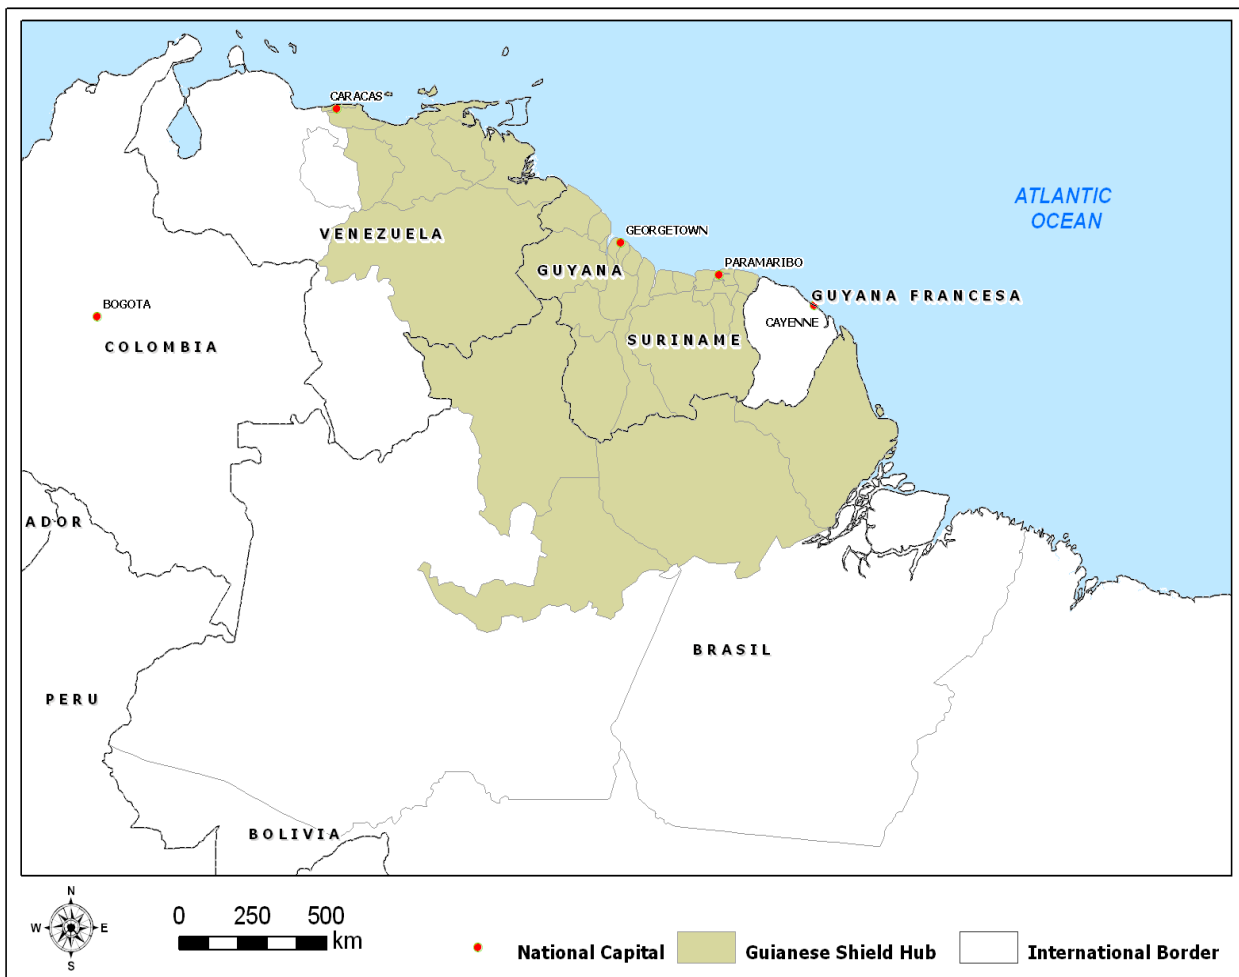 CARACAS
ATLANTIC
OCEAN
VENEZUELA
GEORGETOWN
GUYANA
PARAMARIBO
GUYANA FRANCESA
BOGOTA
CAYENNE
COLOMBIA
SURINAME
ADOR
BRASIL
PERU
BOLIVIA
N
W E
S
0 250 500
km
National Capital
Guianese Shield Hub
International Border